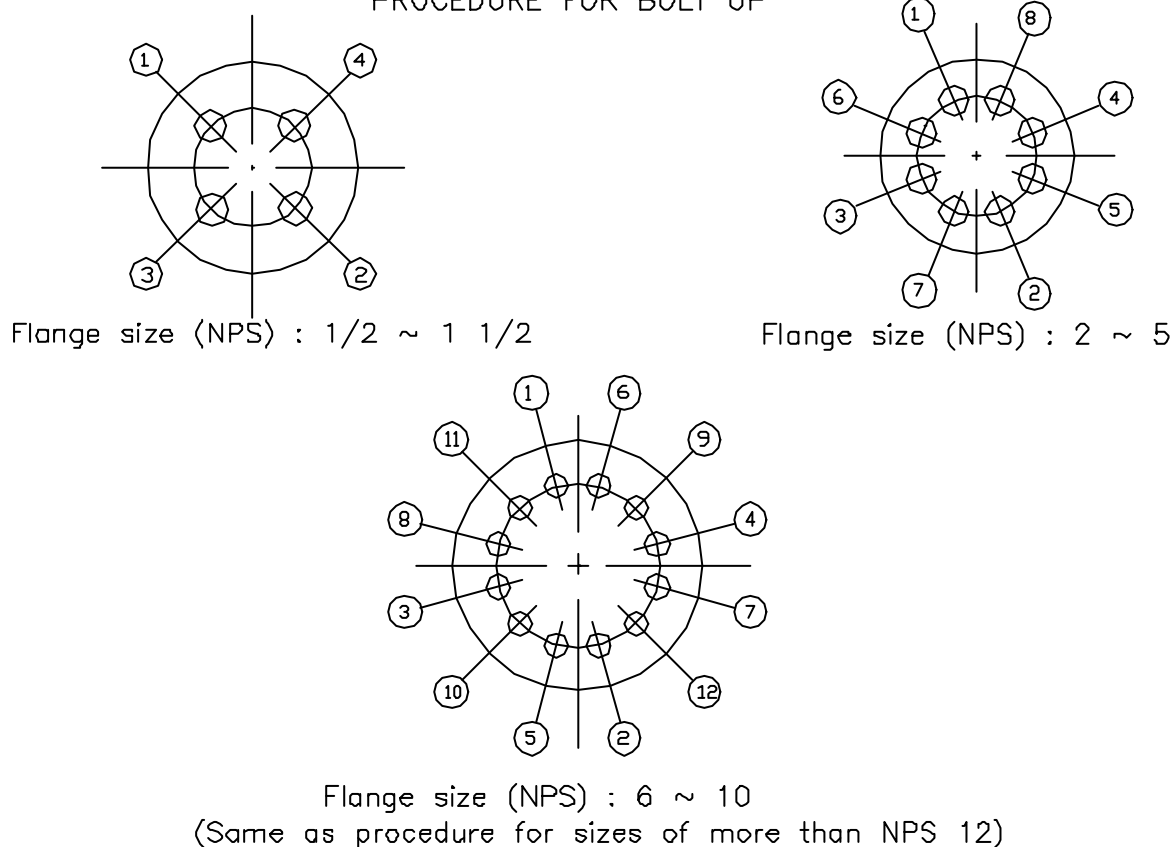 PROCEDURE FOR BOLT UP
1 4
3 2
Flange size (NPS) : 1/2 ~ 1 1/2
1 8
6 4
3 5
7 2
Flange size (NPS) : 2 ~ 5
1 6
11 9
8 4
3 7
10 12
5 2
Flange size (NPS) : 6 ~ 10
(Same as procedure for sizes of more than NPS 12)